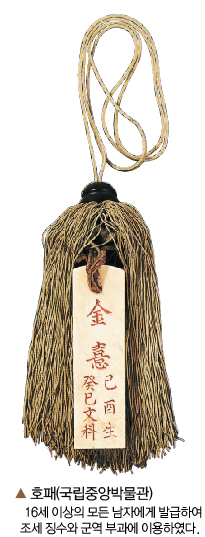 金
憙
己酉生
癸巳文科
▲ 호패(국립중앙박물관)
16세 이상의 모든 남자에게 발급하여
조세 징수와 군역 부과에 이용하였다.